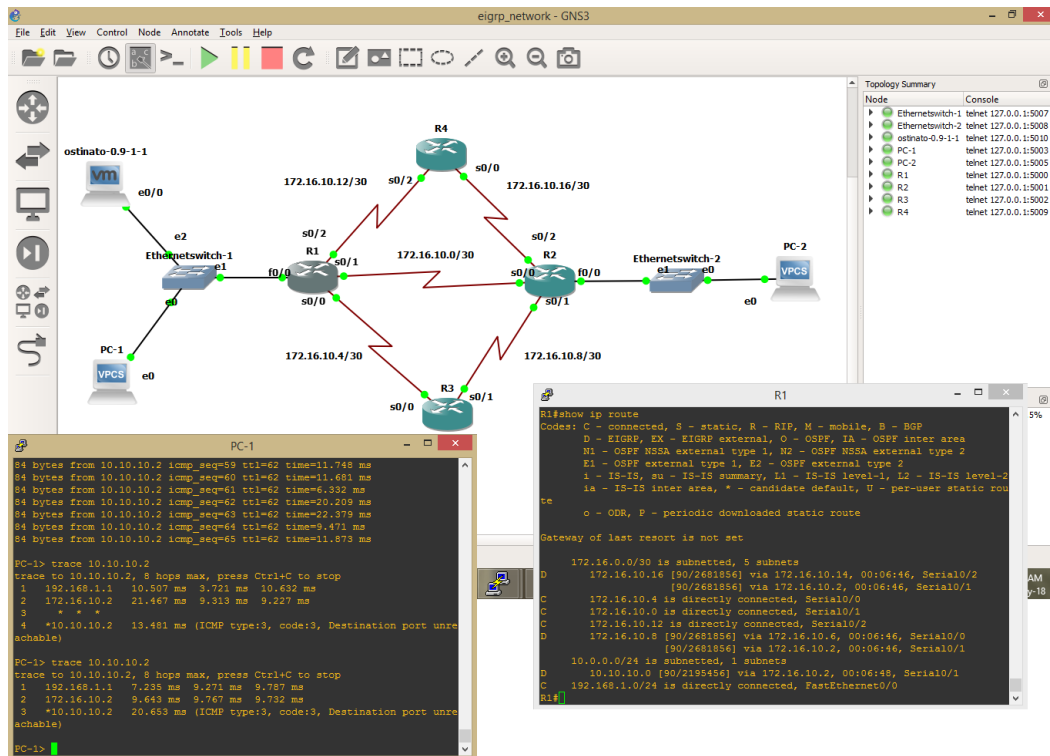 eigrp_network - GNS3
File Edit View Control Node Annotate Tools Help
Topology Summary
Node Console
Ethernetswitch-1 telnet 127.0.0.1:5007
Ethernetswitch-2 telnet 127.0.0.1:5008
ostinato-0.9-1-1 telnet 127.0.0.1:5010
PC-1 telnet 127.0.0.1:5003
PC-2 telnet 127.0.0.1:5005
R1 telnet 127.0.0.1:5000
R2 telnet 127.0.0.1:5001
R3 telnet 127.0.0.1:5002
R4 telnet 127.0.0.1:5009
R4
ostinato-0.9-1-1
vm
e0/0
172.16.10.12/30
s0/2
s0/0
172.16.10.16/30
e2
s0/2
s0/2
Ethernetswitch-1
R1
172.16.10.0/30
R2
Ethernetswitch-2
PC-2
e1
f0/0
s0/1
s0/0
f0/0
e1
e0
VPCS
e0
s0/0
s0/1
e0
PC-1
172.16.10.4/30
172.16.10.8/30
VPCS
e0
R3
s0/1
s0/0
5%
PC-1
84 bytes from 10.10.10.2 icmp_seq=59 ttl=62 time=11.748 ms
84 bytes from 10.10.10.2 icmp_seq=60 ttl=62 time=11.681 ms
84 bytes from 10.10.10.2 icmp_seq=61 ttl=62 time=6.332 ms
84 bytes from 10.10.10.2 icmp_seq=62 ttl=62 time=20.209 ms
84 bytes from 10.10.10.2 icmp_seq=63 ttl=62 time=22.379 ms
84 bytes from 10.10.10.2 icmp_seq=64 ttl=62 time=9.471 ms
84 bytes from 10.10.10.2 icmp_seq=65 ttl=62 time=11.873 ms
PC-1> trace 10.10.10.2
trace to 10.10.10.2, 8 hops max, press Ctrl+C to stop
1 192.168.1.1 10.507 ms 3.721 ms 10.632 ms
2 172.16.10.2 21.467 ms 9.313 ms 9.227 ms
3 * * *
4 *10.10.10.2 13.481 ms (ICMP type:3, code:3, Destination port unre
achable)
PC-1> trace 10.10.10.2
trace to 10.10.10.2, 8 hops max, press Ctrl+C to stop
1 192.168.1.1 7.235 ms 9.271 ms 9.787 ms
2 172.16.10.2 9.643 ms 9.767 ms 9.732 ms
3 *10.10.10.2 20.653 ms (ICMP type:3, code:3, Destination port unre
achable)
PC-1>
R1
R1#show ip route
Codes: C - connected, S - static, R - RIP, M - mobile, B - BGP
D - EIGRP, EX - EIGRP external, O - OSPF, IA - OSPF inter area
N1 - OSPF NSSA external type 1, N2 - OSPF NSSA external type 2
E1 - OSPF external type 1, E2 - OSPF external type 2
i - IS-IS, su - IS-IS summary, L1 - IS-IS level-1, L2 - IS-IS level-2
ia - IS-IS inter area, * - candidate default, U - per-user static rou
te
o - ODR, P - periodic downloaded static route
Gateway of last resort is not set
172.16.0.0/30 is subnetted, 5 subnets
D 172.16.10.16 [90/2681856] via 172.16.10.14, 00:06:46, Serial0/2
[90/2681856] via 172.16.10.2, 00:06:46, Serial0/1
C 172.16.10.4 is directly connected, Serial0/0
C 172.16.10.0 is directly connected, Serial0/1
C 172.16.10.12 is directly connected, Serial0/2
D 172.16.10.8 [90/2681856] via 172.16.10.6, 00:06:46, Serial0/0
[90/2681856] via 172.16.10.2, 00:06:46, Serial0/1
10.0.0.0/24 is subnetted, 1 subnets
D 10.10.10.0 [90/2195456] via 172.16.10.2, 00:06:48, Serial0/1
C 192.168.1.0/24 is directly connected, FastEthernet0/0
R1#
AM
y-18